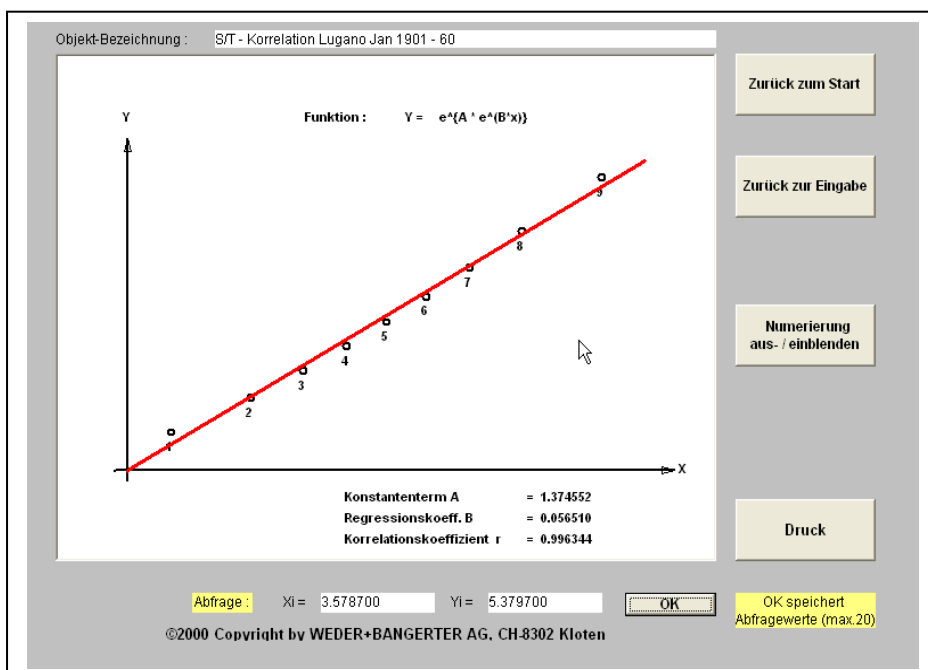 Objekt-Bezeichnung : S/T - Korrelation Lugano Jan 1901 - 60
Zurück zum Start
Y
Funktion : Y = e^{A * e^(B*x)}
Zurück zur Eingabe
9
8
7
6
5
4
3
2
1
Numerierung
aus- / einblenden
X
Konstantenterm A = 1.374552
Regressionskoeff. B = 0.056510
Korrelationskoeffizient r = 0.996344
Druck
Abfrage : Xi = 3.578700 Yi = 5.379700 OK
OK speichert
Abfragewerte (max.20)
©2000 Copyright by WEDER+BANGERTER AG, CH-8302 Kloten